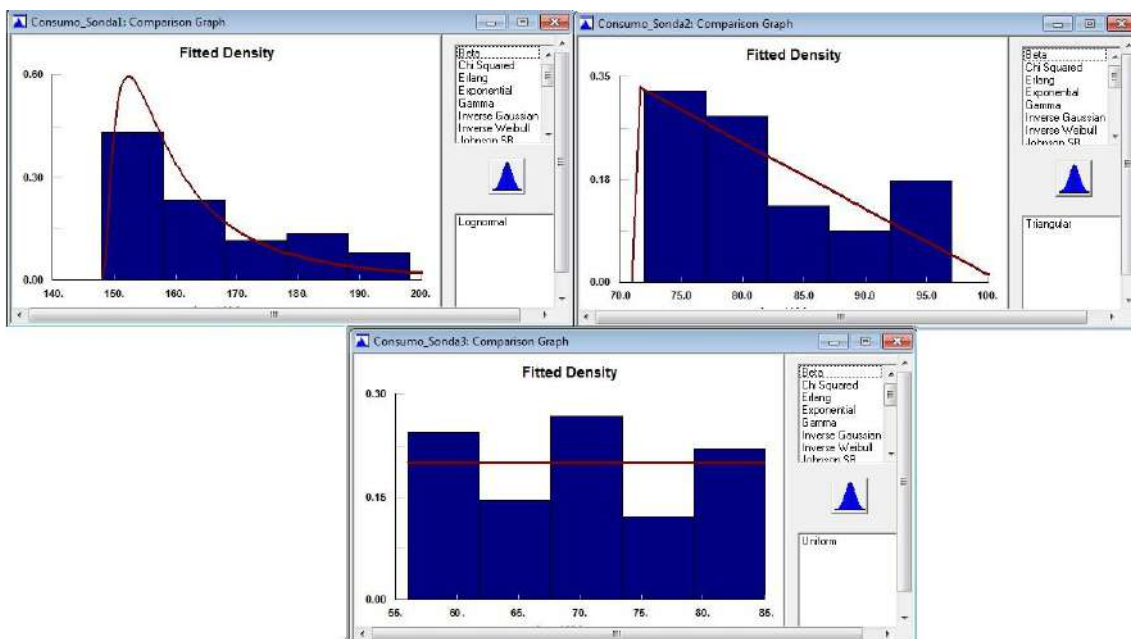 Consumo_Sonda1: Comparison Graph
Fitted Density
0.60
0.30
0.00
140.
150.
160.
170.
180.
190.
200.
Beta
Chi Squared
Erlang
Exponential
Gamma
Inverse Gaussian
Inverse Weibull
Johnson SB
Lognormal
Consumo_Sonda2: Comparison Graph
Fitted Density
0.35
0.18
0.00
70.0
75.0
80.0
85.0
90.0
95.0
100.
Beta
Chi Squared
Erlang
Exponential
Gamma
Inverse Gaussian
Inverse Weibull
Johnson SB
Triangular
Consumo_Sonda3: Comparison Graph
Fitted Density
0.30
0.15
0.00
55.
60.
65.
70.
75.
80.
85.
Beta
Chi Squared
Erlang
Exponential
Gamma
Inverse Gaussian
Inverse Weibull
Johnson SB
Uniform